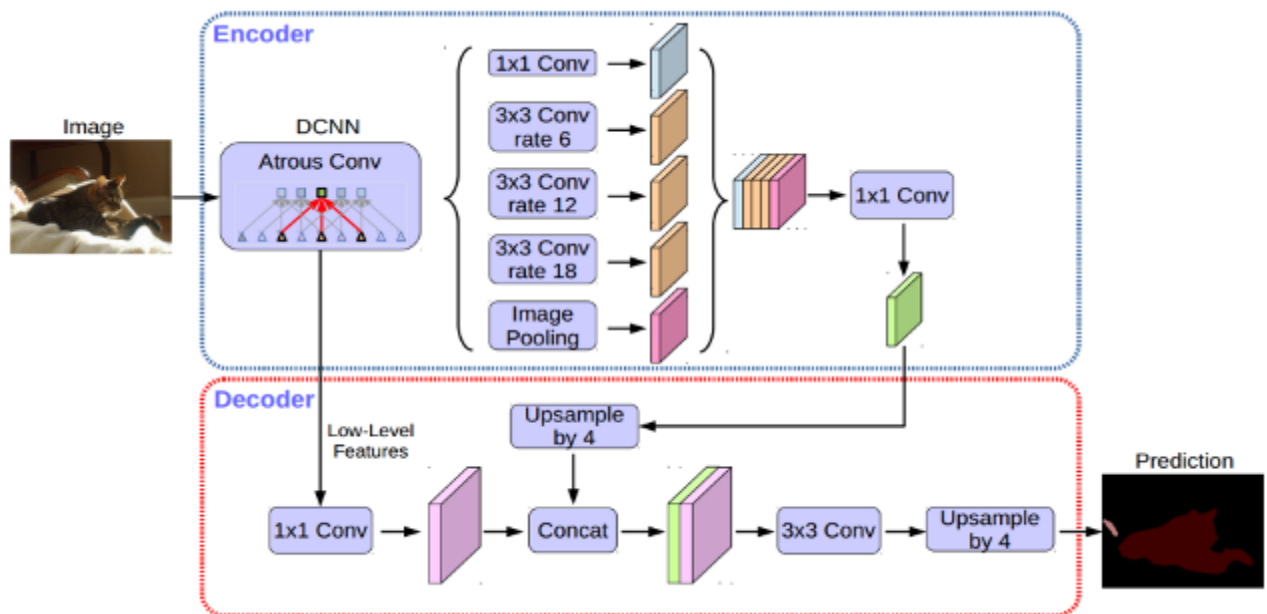 Encoder
Image
DCNN
Atrous Conv
1x1 Conv
3x3 Conv
rate 6
3x3 Conv
rate 12
3x3 Conv
rate 18
Image
Pooling
1x1 Conv
Decoder
Low-Level
Features
Upsample
by 4
1x1 Conv
Concat
3x3 Conv
Upsample
by 4
Prediction